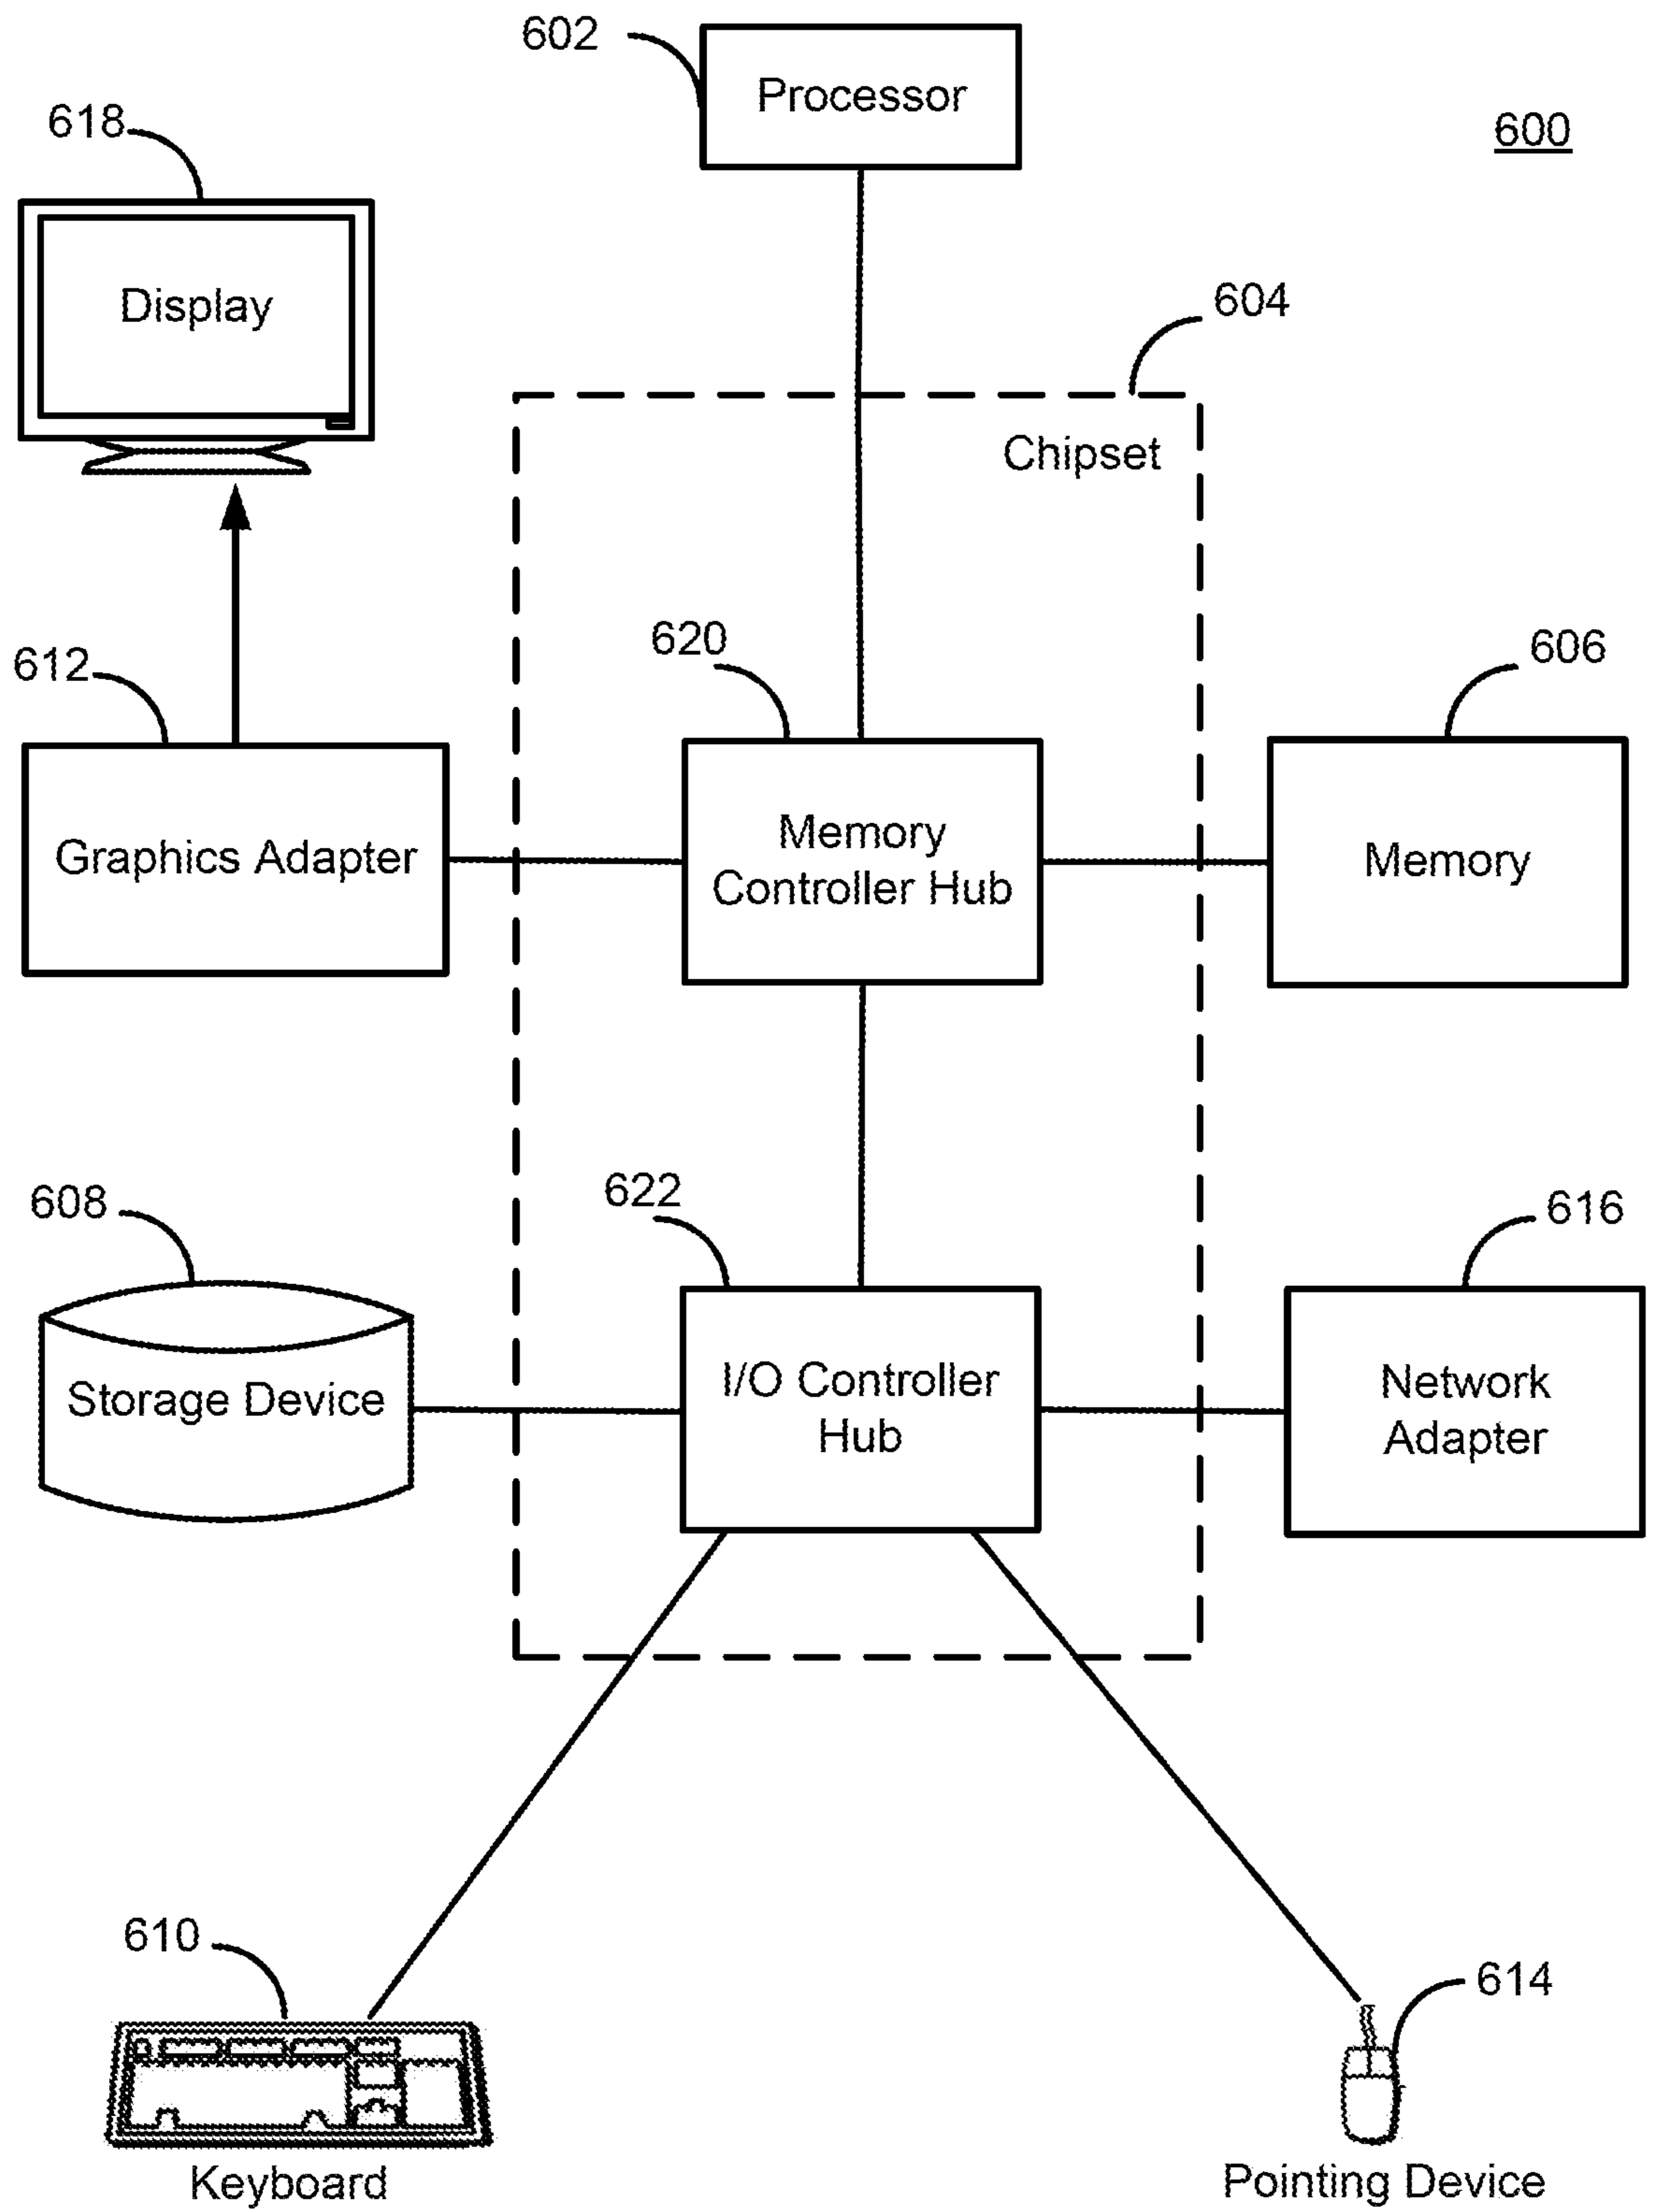 602
Processor
600
618
Display
604
Chipset
620
606
612
Memory
Controller Hub
Graphics Adapter
Memory
608
622
616
I/O Controller
Hub
Storage Device
Network
Adapter
610
614
Keyboard
Pointing Device